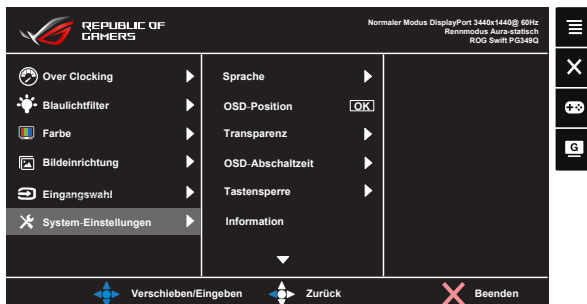 REPUBLIC OF
GAMERS
Normaler Modus DisplayPort 3440x1440@ 60Hz
Rennmodus Aura-statisch
ROG Swift PG349Q
Over Clocking
Blaulichtfilter
Farbe
Bildeinrichtung
Eingangswahl
System-Einstellungen
Sprache
OSD-Position OK
Transparenz
OSD-Abschaltzeit
Tastensperre
Information
G
Verschieben/Eingeben Zurück Beenden